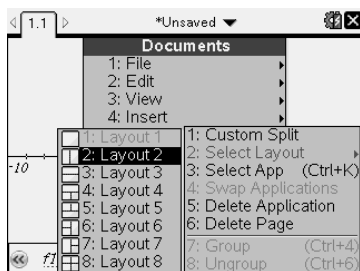 1.1
*Unsaved
Documents
1: File
2: Edit
3: View
4: Insert
1: Layout 1
2: Layout 2
3: Layout 3
4: Layout 4
5: Layout 5
6: Layout 6
7: Layout 7
8: Layout 8
1: Custom Split
2: Select Layout
3: Select App (Ctrl+K)
4: Swap Applications
5: Delete Application
6: Delete Page
7: Group (Ctrl+4)
8: Ungroup (Ctrl+6)
-10
f1